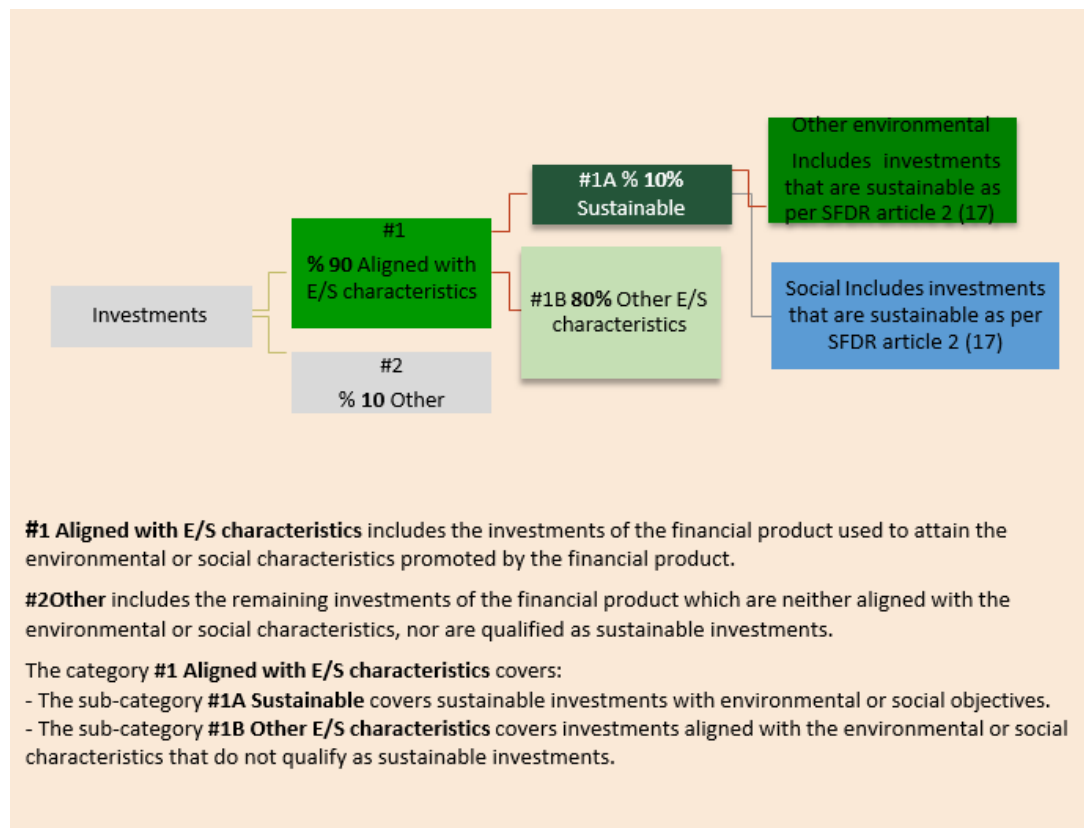 Investments
#1
% 90 Aligned with
E/S characteristics
#2
% 10 Other
#1A % 10%
Sustainable
#1B 80% Other E/S
characteristics
Other environmental
Includes investments
that are sustainable as
per SFDR article 2 (17)
Social Includes investments
that are sustainable as per
SFDR article 2 (17)
#1 Aligned with E/S characteristics includes the investments of the financial product used to attain the
environmental or social characteristics promoted by the financial product.
#2Other includes the remaining investments of the financial product which are neither aligned with the
environmental or social characteristics, nor are qualified as sustainable investments.
The category #1 Aligned with E/S characteristics covers:
- The sub-category #1A Sustainable covers sustainable investments with environmental or social objectives.
- The sub-category #1B Other E/S characteristics covers investments aligned with the environmental or social
characteristics that do not qualify as sustainable investments.